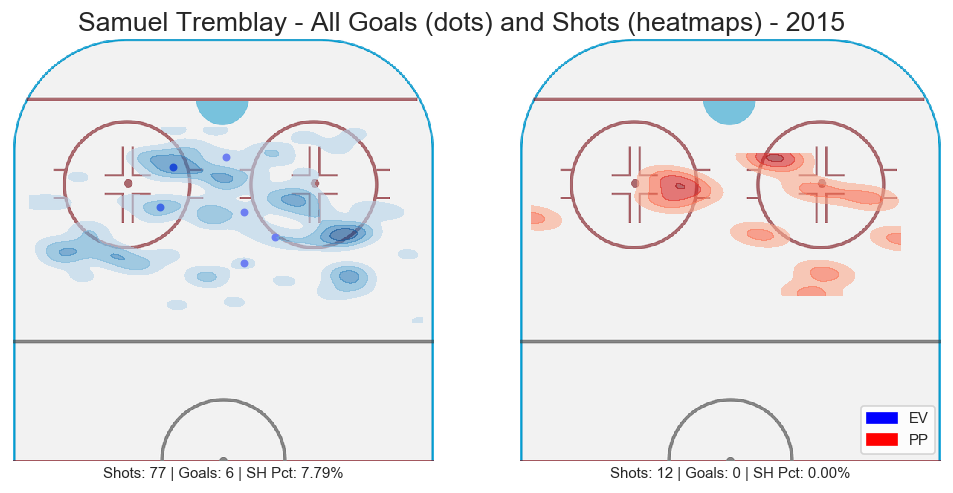 Samuel Tremblay - All Goals (dots) and Shots (heatmaps) - 2015
EV
PP
Shots: 77 | Goals: 6 | SH Pct: 7.79%
Shots: 12 | Goals: 0 | SH Pct: 0.00%